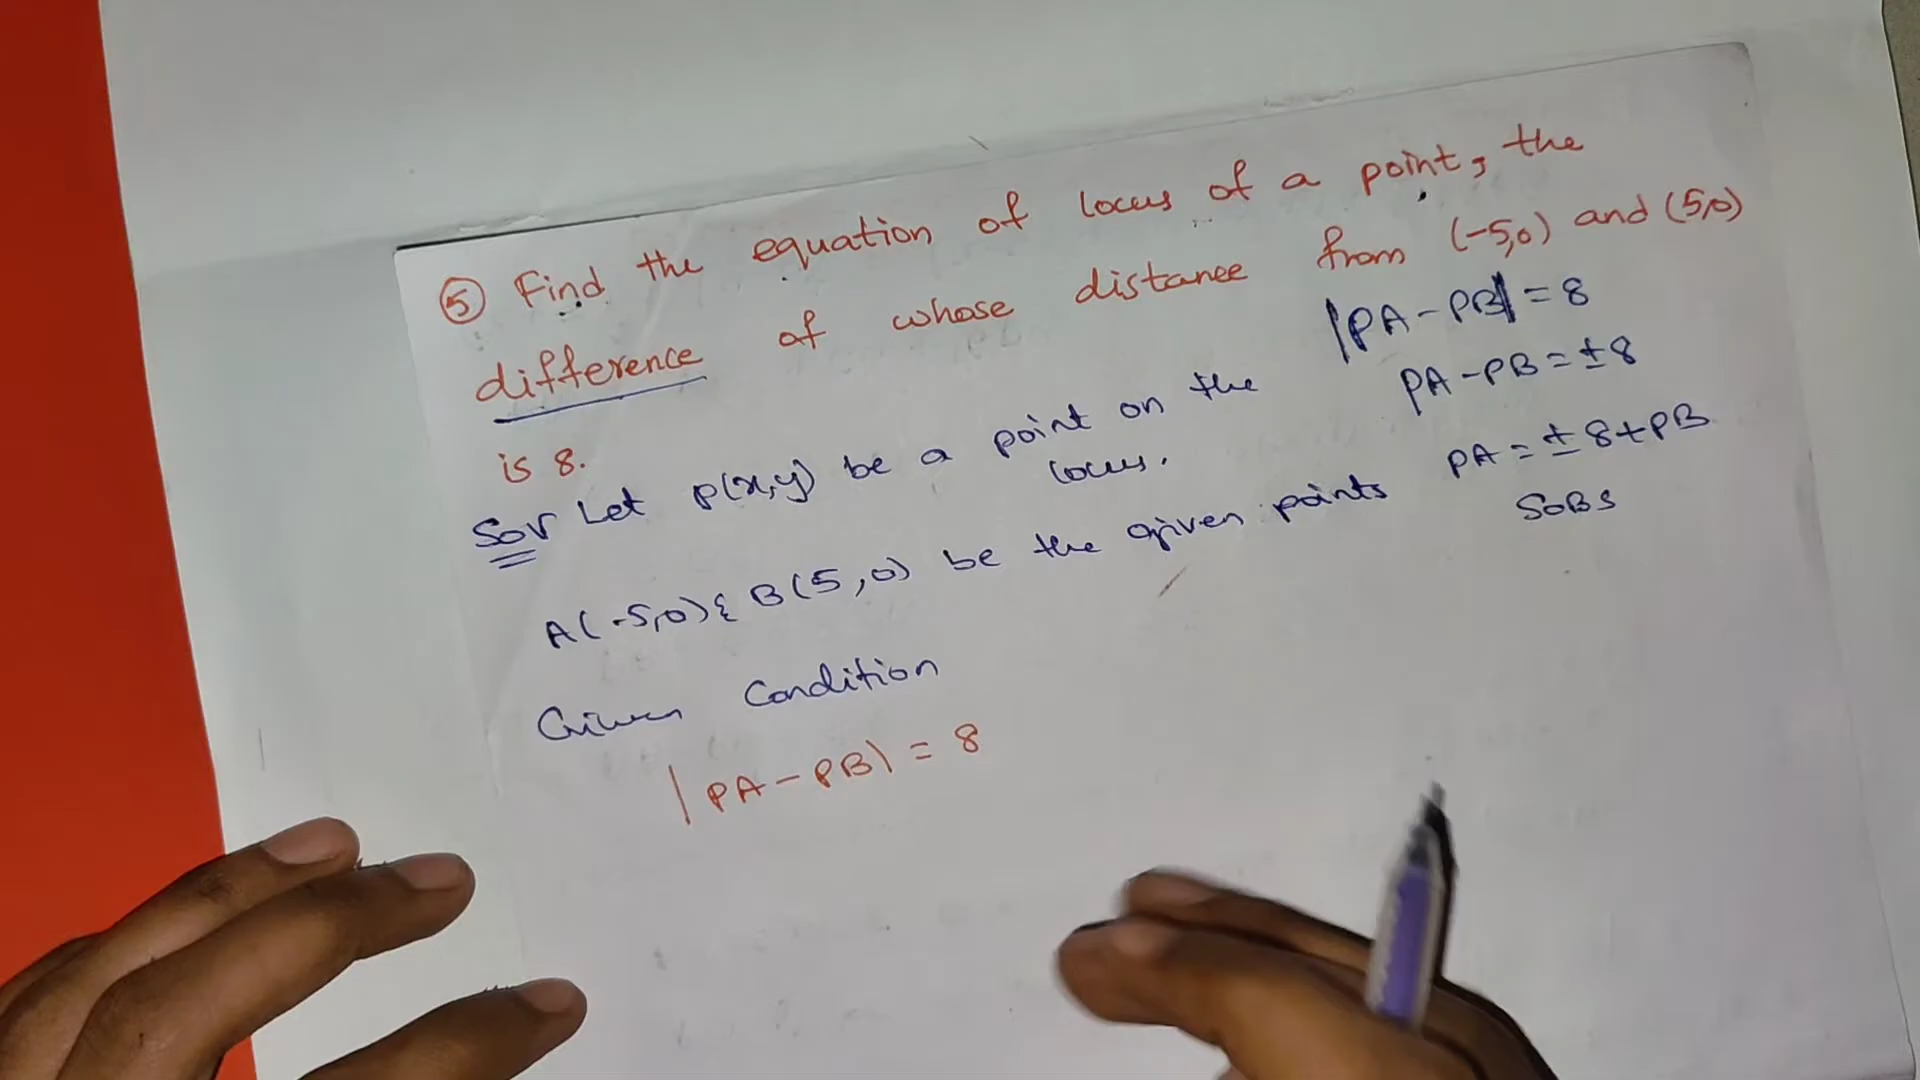 ⑤ Find the equation of locus of a point, the
difference of whose distance from (-5,0) and (5,0)
is 8.
|PA - PB| = 8
PA - PB = ± 8
PA = ± 8 + PB
SOBS
Sol Let P(x,y) be a point on the
locus.
A(-5,0) & B(5,0) be the given points
Given Condition
|PA - PB| = 8